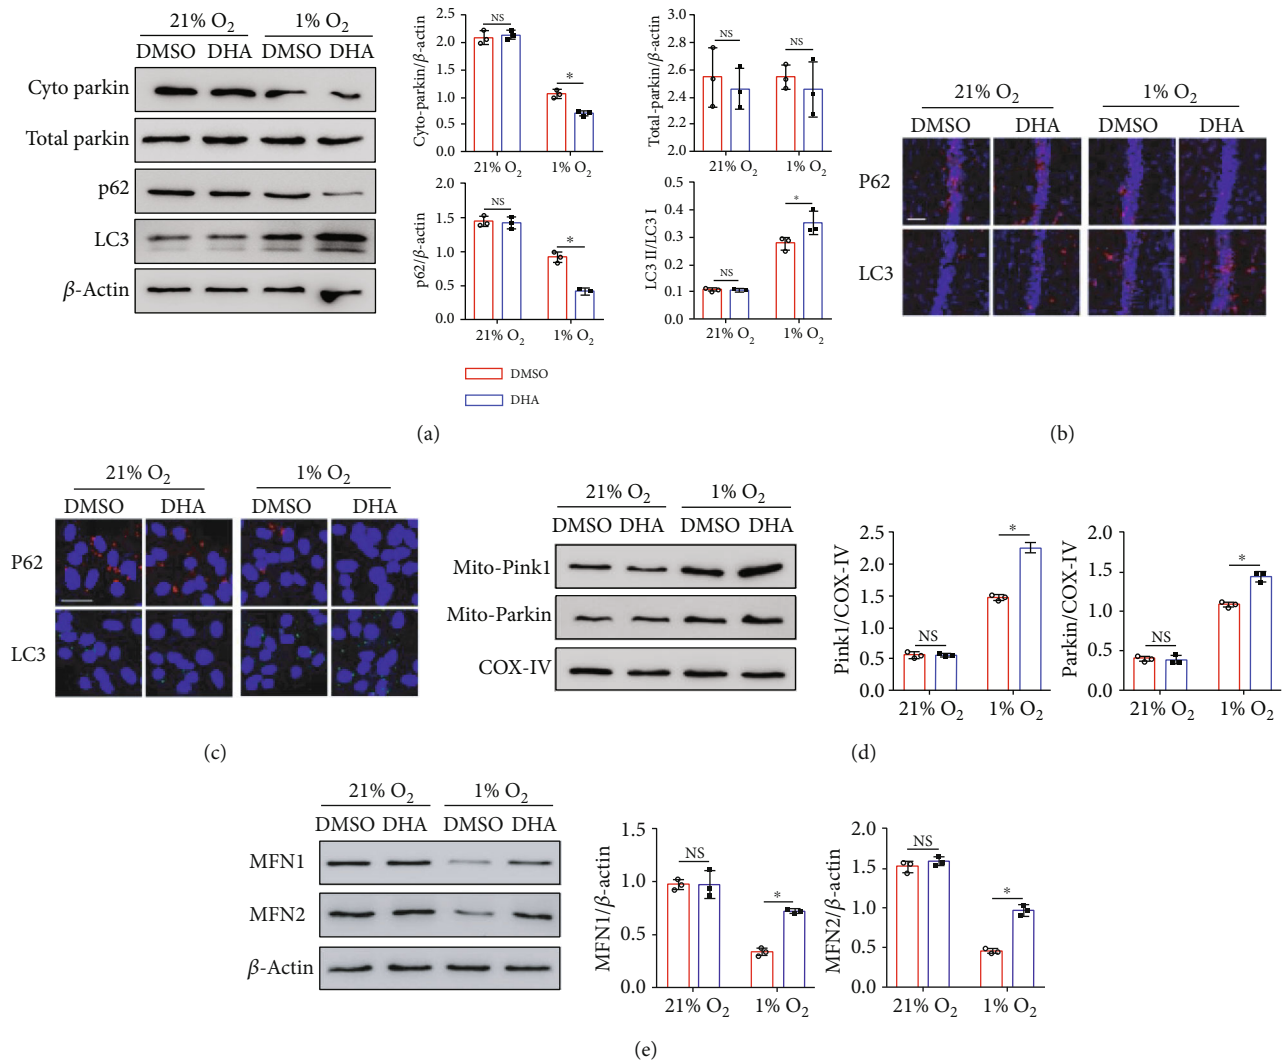 21% O2 1% O2
DMSO DHA DMSO DHA
Cyto parkin
Total parkin
p62
LC3
β-Actin
Cyto-parkin/β-actin
2.5
2.0
1.5
1.0
0.5
0.0
NS
*
21% O2 1% O2
Total-parkin/β-actin
3.0
2.8
2.6
2.4
2.2
2.0
NS
NS
21% O2 1% O2
p62/β-actin
2.0
1.5
1.0
0.5
0.0
NS
*
21% O2 1% O2
LC3 II/LC3 I
0.5
0.4
0.3
0.2
0.1
0.0
NS
*
21% O2 1% O2
DMSO
DHA
(a)
21% O2 1% O2
DMSO DHA DMSO DHA
P62
LC3
(b)
21% O2 1% O2
DMSO DHA DMSO DHA
P62
LC3
(c)
21% O2 1% O2
DMSO DHA DMSO DHA
Mito-Pink1
Mito-Parkin
COX-IV
Pink1/COX-IV
2.5
2.0
1.5
1.0
0.5
0.0
NS
*
21% O2 1% O2
Parkin/COX-IV
2.0
1.5
1.0
0.5
0.0
NS
*
21% O2 1% O2
(d)
21% O2 1% O2
DMSO DHA DMSO DHA
MFN1
MFN2
β-Actin
MFN1/β-actin
1.5
1.0
0.5
0.0
NS
*
21% O2 1% O2
MFN2/β-actin
2.0
1.5
1.0
0.5
0.0
NS
*
21% O2 1% O2
(e)